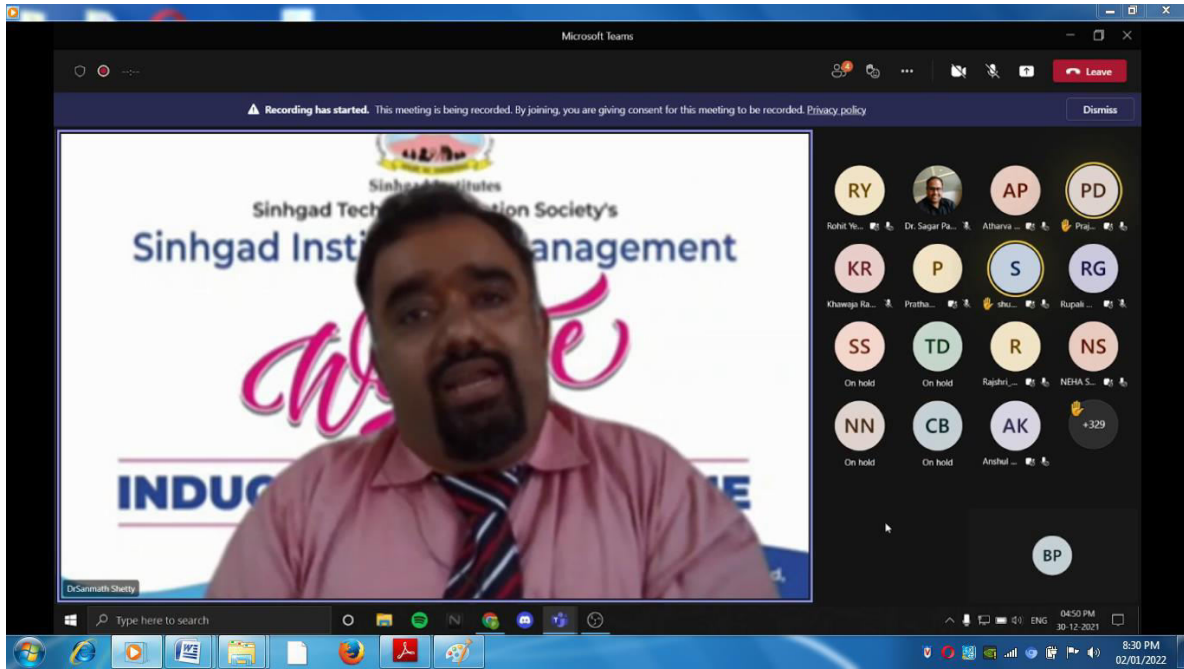 Microsoft Teams
--:--
4
Leave
Recording has started. This meeting is being recorded. By joining, you are giving consent for this meeting to be recorded. Privacy policy
Dismiss
Sinhgad Tech
ion Society's
Sinhgad Insti
anagement
INDUC
E
d,
DrSanmath Shetty
RY
AP
PD
Rohit Ye...
Dr. Sagar Pa...
Atharva ...
Praj...
KR
P
S
RG
Khawaja Ra...
Pratha...
shu...
Rupali ...
SS
TD
R
NS
On hold
On hold
Rajshri_...
NEHA S...
NN
CB
AK
+329
On hold
On hold
Anshul ...
BP
Type here to search
ENG
04:50 PM
30-12-2021
8:30 PM
02/01/2022